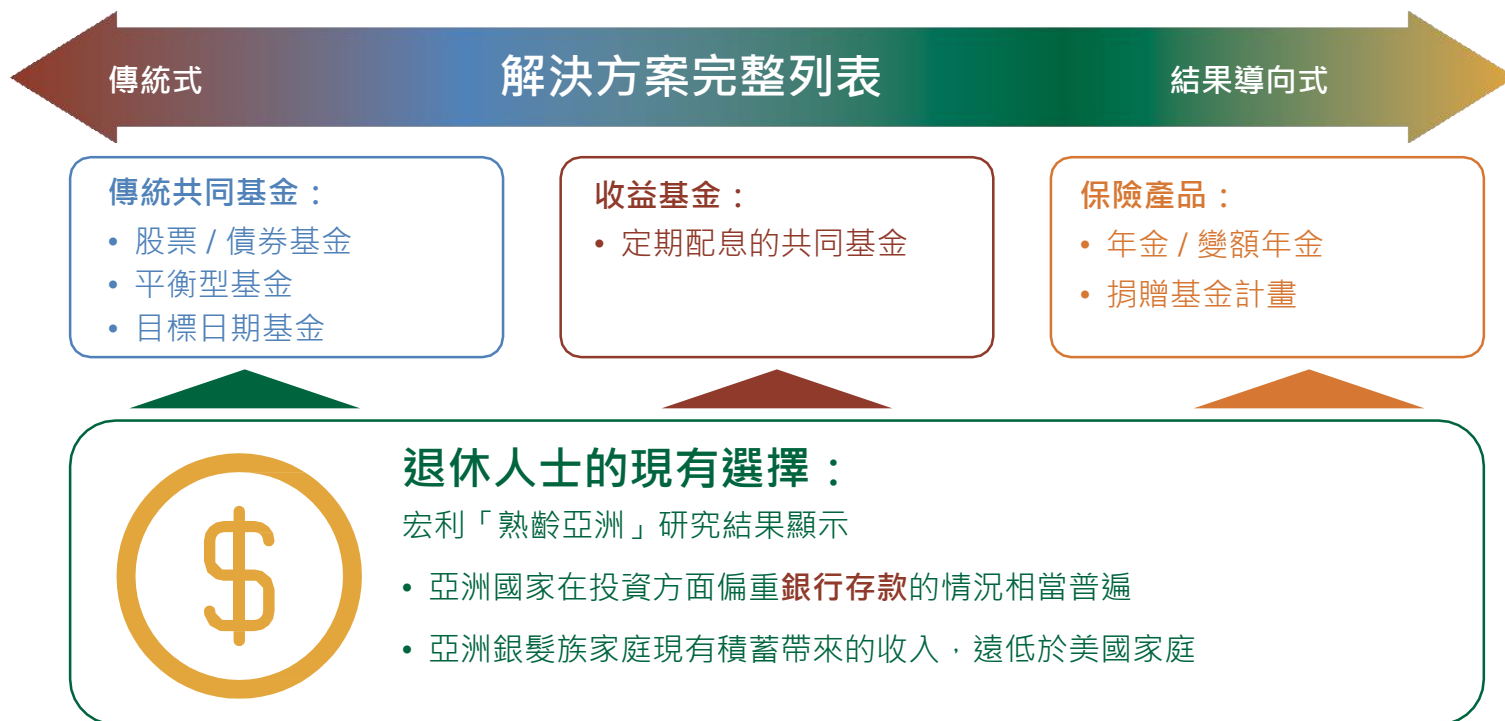 傳統式
解決方案完整列表
結果導向式
傳統共同基金：
• 股票 / 債券基金
• 平衡型基金
• 目標日期基金
收益基金：
• 定期配息的共同基金
保險產品：
• 年金 / 變額年金
• 捐贈基金計畫
$
退休人士的現有選擇：
宏利「熟齡亞洲」研究結果顯示
• 亞洲國家在投資方面偏重銀行存款的情況相當普遍
• 亞洲銀髮族家庭現有積蓄帶來的收入，遠低於美國家庭